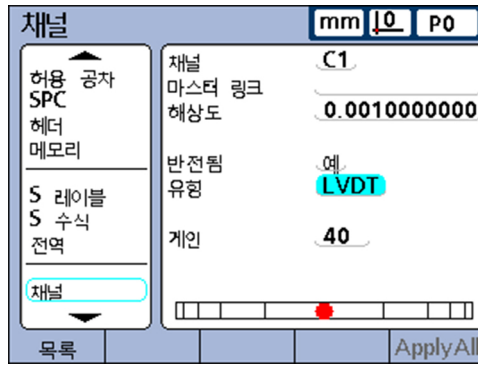 채널
mm
0
P0
허용 공차
SPC
헤더
메모리
S 레이블
S 수식
전역
채널
채널 C1
마스터 링크
해상도 0.0010000000
반전됨 예
유형 LVDT
게인 40
목록
ApplyAll